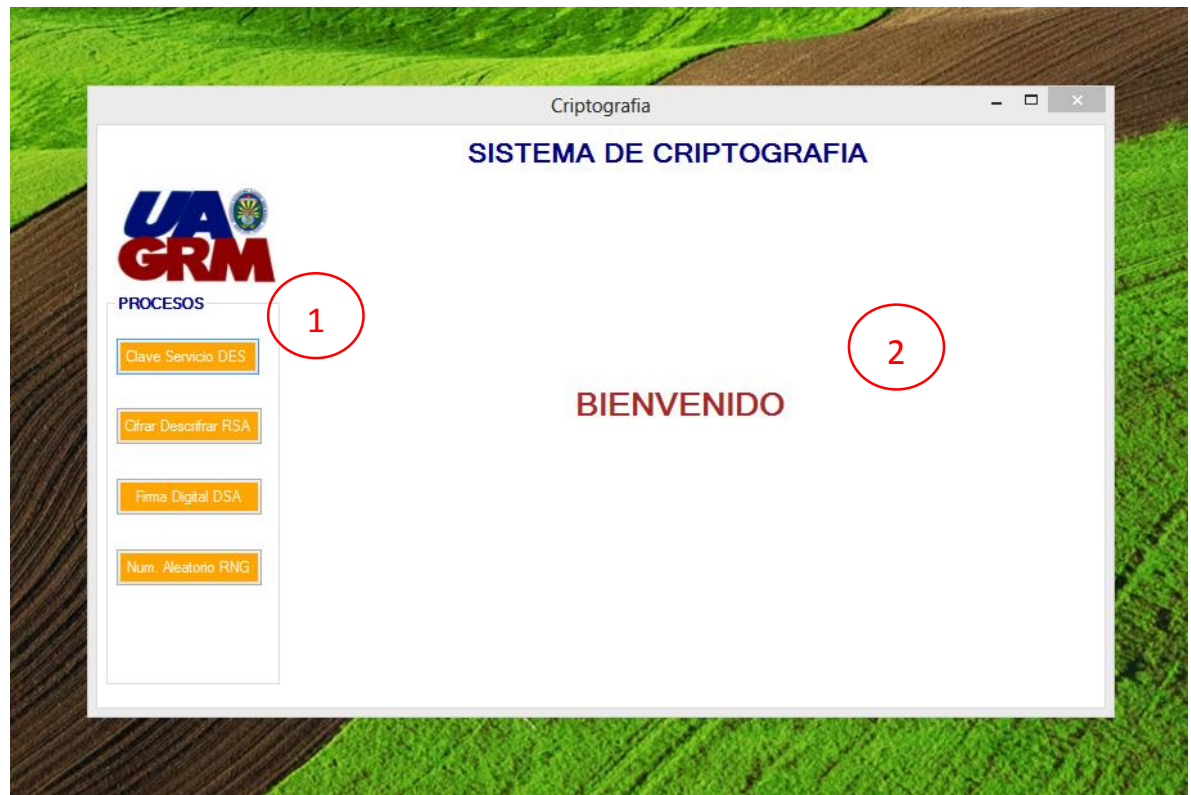 Criptografia
SISTEMA DE CRIPTOGRAFIA
UA
GRM
PROCESOS
1
Clave Servicio DES
2
BIENVENIDO
Cifrar Descrifrar RSA
Firma Digital DSA
Num. Aleatorio RNG